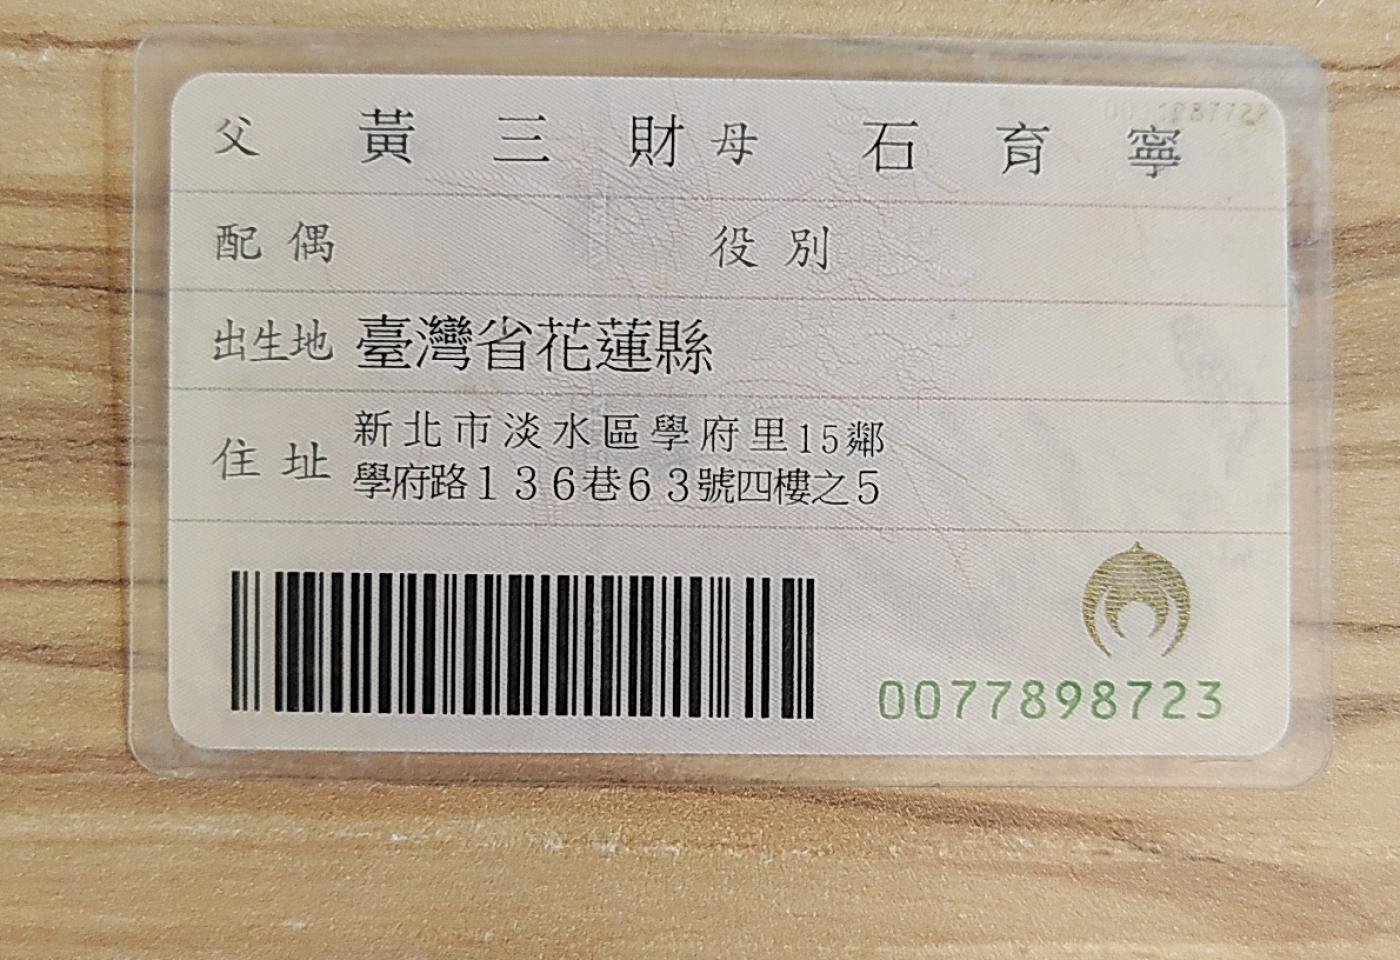 父 黃三財 母 石育寧
配偶 役別
出生地 臺灣省花蓮縣
住址 新北市淡水區學府里15鄰
學府路136巷63號四樓之5
0077898723